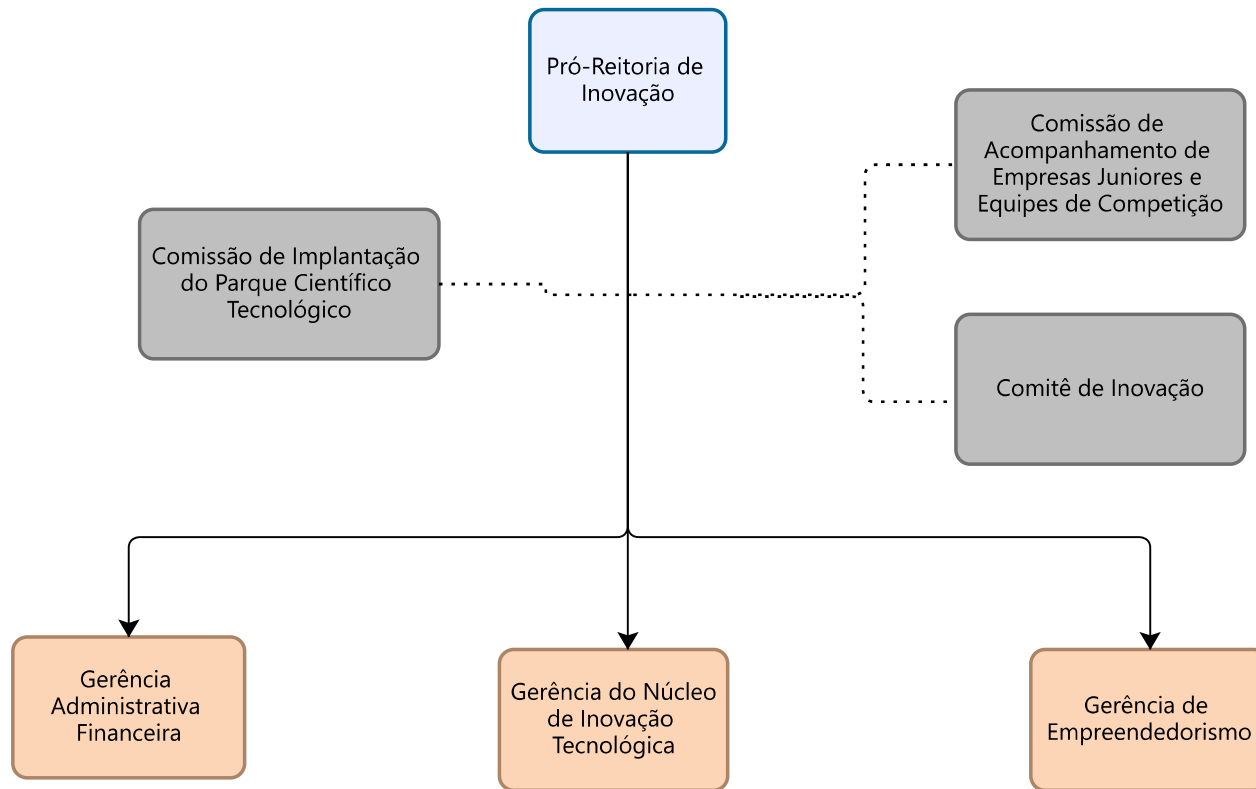 Pró-Reitoria de
Inovação
Comissão de
Acompanhamento de
Empresas Juniores e
Equipes de Competição
Comissão de Implantação
do Parque Científico
Tecnológico
Comitê de Inovação
Gerência
Administrativa
Financeira
Gerência do Núcleo
de Inovação
Tecnológica
Gerência de
Empreendedorismo